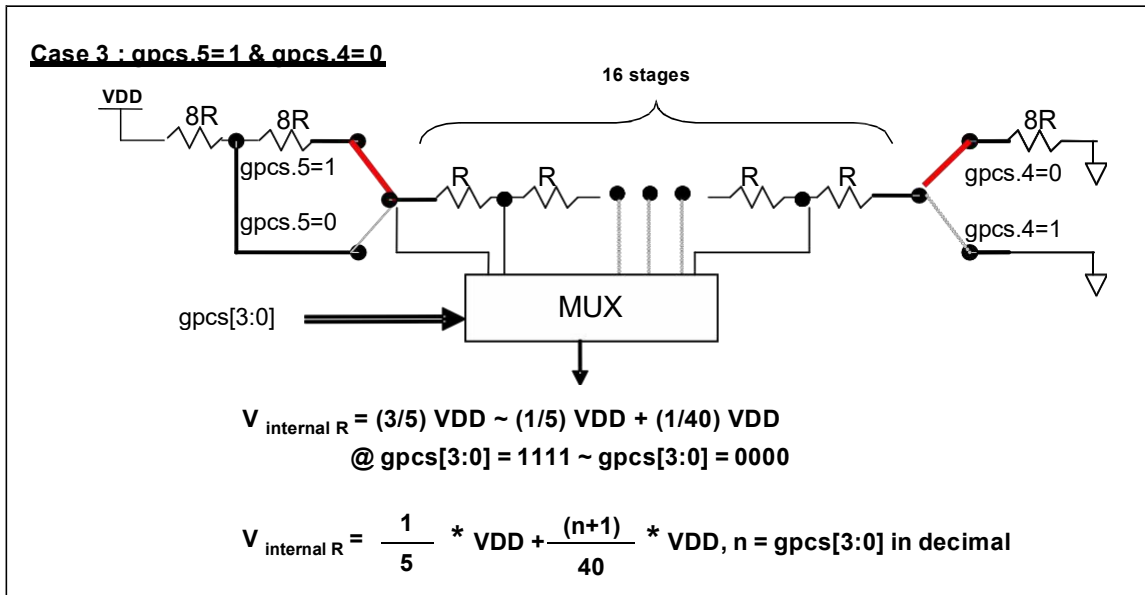 Case 3 : gpcs.5=1 & gpcs.4=0
16 stages
VDD
8R
8R
8R
gpcs.5=1
R
R
R
R
gpcs.4=0
gpcs.5=0
gpcs.4=1
MUX
gpcs[3:0]
V internal R = (3/5) VDD ~ (1/5) VDD + (1/40) VDD
@ gpcs[3:0] = 1111 ~ gpcs[3:0] = 0000
V internal R = 1/5 * VDD + (n+1)/40 * VDD, n = gpcs[3:0] in decimal